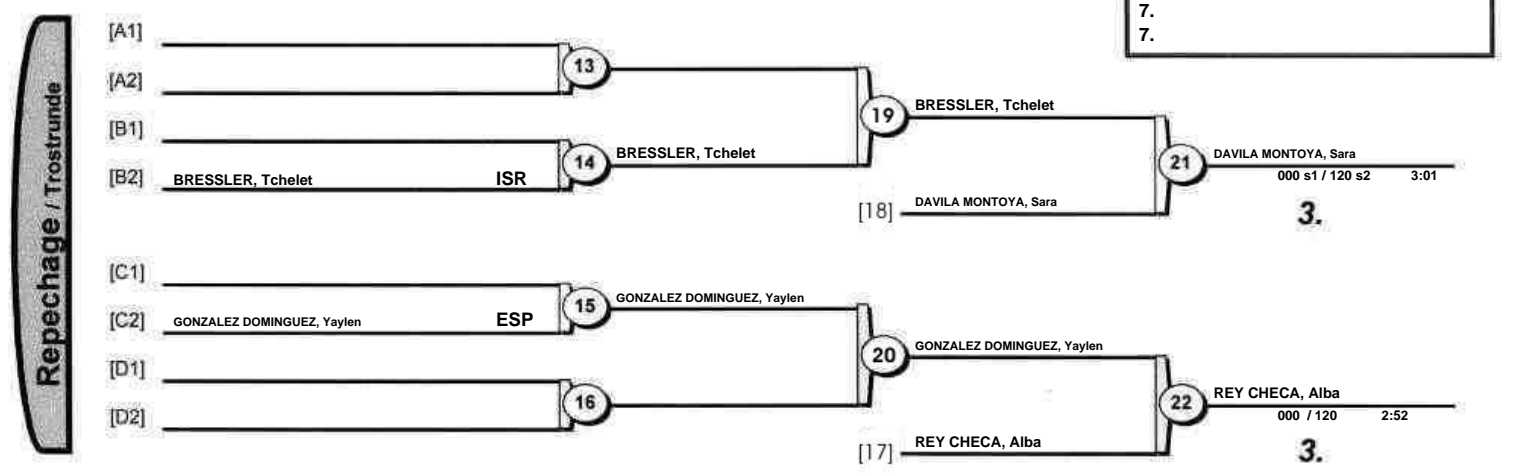 7.
7.
Repechage / Trostrunde
[A1]
[A2]
13
[B1]
[B2] BRESSLER, Tchelet ISR
14
BRESSLER, Tchelet
19
BRESSLER, Tchelet
[18] DAVILA MONTOYA, Sara
21
DAVILA MONTOYA, Sara
000 s1 / 120 s2 3:01
3.
[C1]
[C2] GONZALEZ DOMINGUEZ, Yaylen ESP
15
GONZALEZ DOMINGUEZ, Yaylen
[D1]
[D2]
16
20
GONZALEZ DOMINGUEZ, Yaylen
[17] REY CHECA, Alba
22
REY CHECA, Alba
000 / 120 2:52
3.